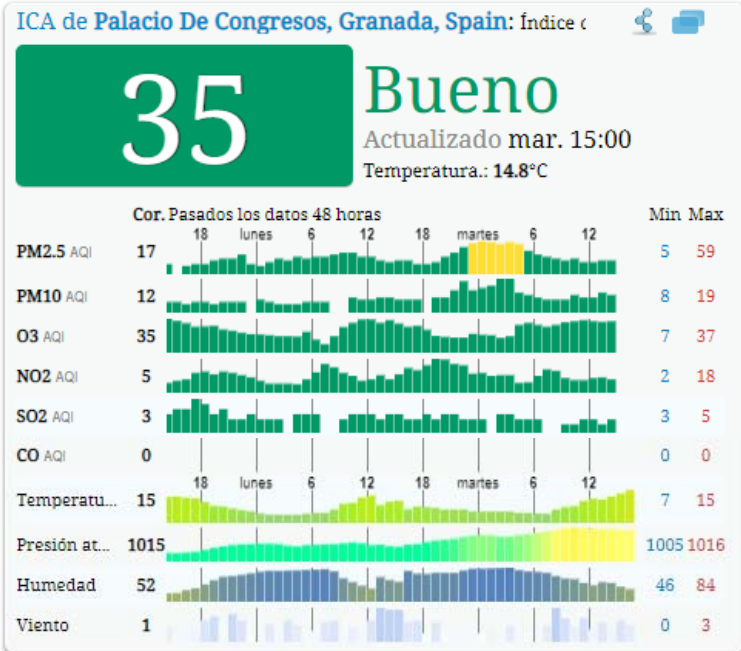 ICA de Palacio De Congresos, Granada, Spain: Índice
35
Bueno
Actualizado mar. 15:00
Temperatura.: 14.8°C
Cor. Pasados los datos 48 horas Min Max
18 lunes 6 12 18 martes 6 12
PM2.5 AQI 17 5 59
PM10 AQI 12 8 19
O3 AQI 35 7 37
NO2 AQI 5 2 18
SO2 AQI 3 3 5
CO AQI 0 0 0
18 lunes 6 12 18 martes 6 12
Temperatu... 15 7 15
Presión at... 1015 1005 1016
Humedad 52 46 84
Viento 1 0 3